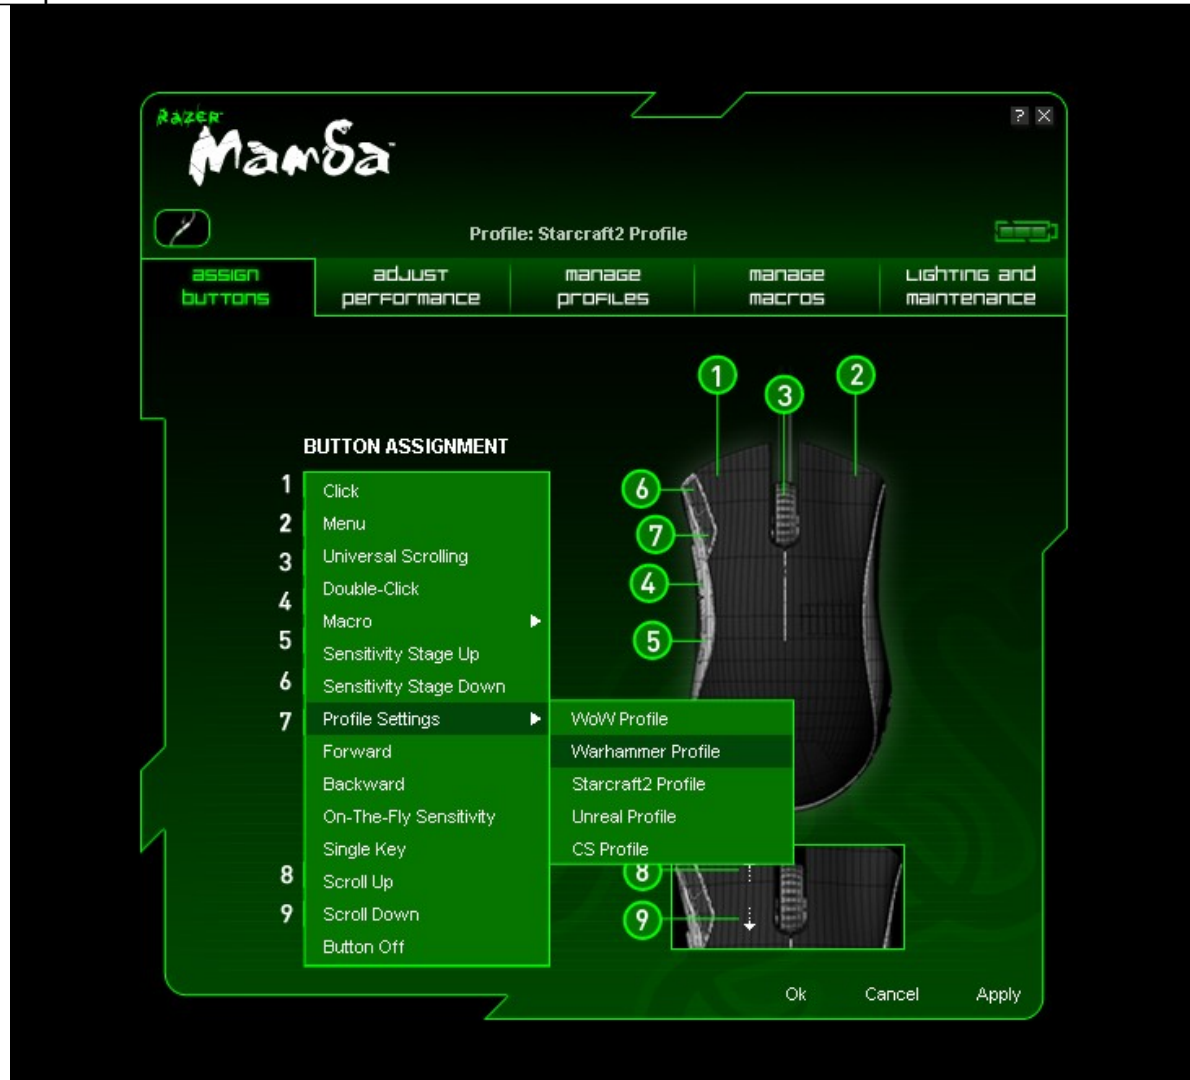 RAZER™
Mamba™
? X
Profile: Starcraft2 Profile
assign buttons
adjust performance
manage profiles
manage macros
Lighting and maintenance
1
2
3
BUTTON ASSIGNMENT
1
Click
6
2
Menu
7
3
Universal Scrolling
4
Double-Click
4
Macro
5
Sensitivity Stage Up
5
6
Sensitivity Stage Down
7
Profile Settings
WoW Profile
Forward
Warhammer Profile
Backward
Starcraft2 Profile
On-The-Fly Sensitivity
Unreal Profile
Single Key
CS Profile
8
Scroll Up
8
9
Scroll Down
9
Button Off
Ok
Cancel
Apply